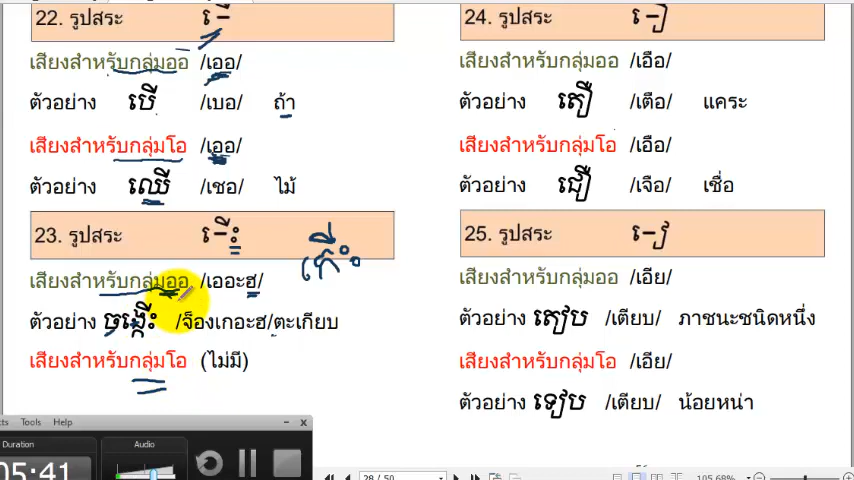 22. รูปสระ េ ី
เสียงสำหรับกลุ่มออ /เออ/
ตัวอย่าง បើ /เบอ/ ถ้า
เสียงสำหรับกลุ่มโอ /เออ/
ตัวอย่าง ឈើ /เชอ/ ไม้
23. รูปสระ េ ីះ
កើះ
เสียงสำหรับกลุ่มออ /เออะฮ/
ตัวอย่าง ចង្កើះ /จ็องเกอะฮ/ตะเกียบ
เสียงสำหรับกลุ่มโอ (ไม่มี)
24. รูปสระ ឿ
เสียงสำหรับกลุ่มออ /เอือ/
ตัวอย่าง តឿ /เตือ/ แคระ
เสียงสำหรับกลุ่มโอ /เอือ/
ตัวอย่าง ជឿ /เจือ/ เชื่อ
25. รูปสระ ៀ
เสียงสำหรับกลุ่มออ /เอีย/
ตัวอย่าง តៀប /เตียบ/ ภาชนะชนิดหนึ่ง
เสียงสำหรับกลุ่มโอ /เอีย/
ตัวอย่าง ទៀប /เตียบ/ น้อยหน่า
cts Tools Help
Duration Audio
05:41
28 / 50
105.68%